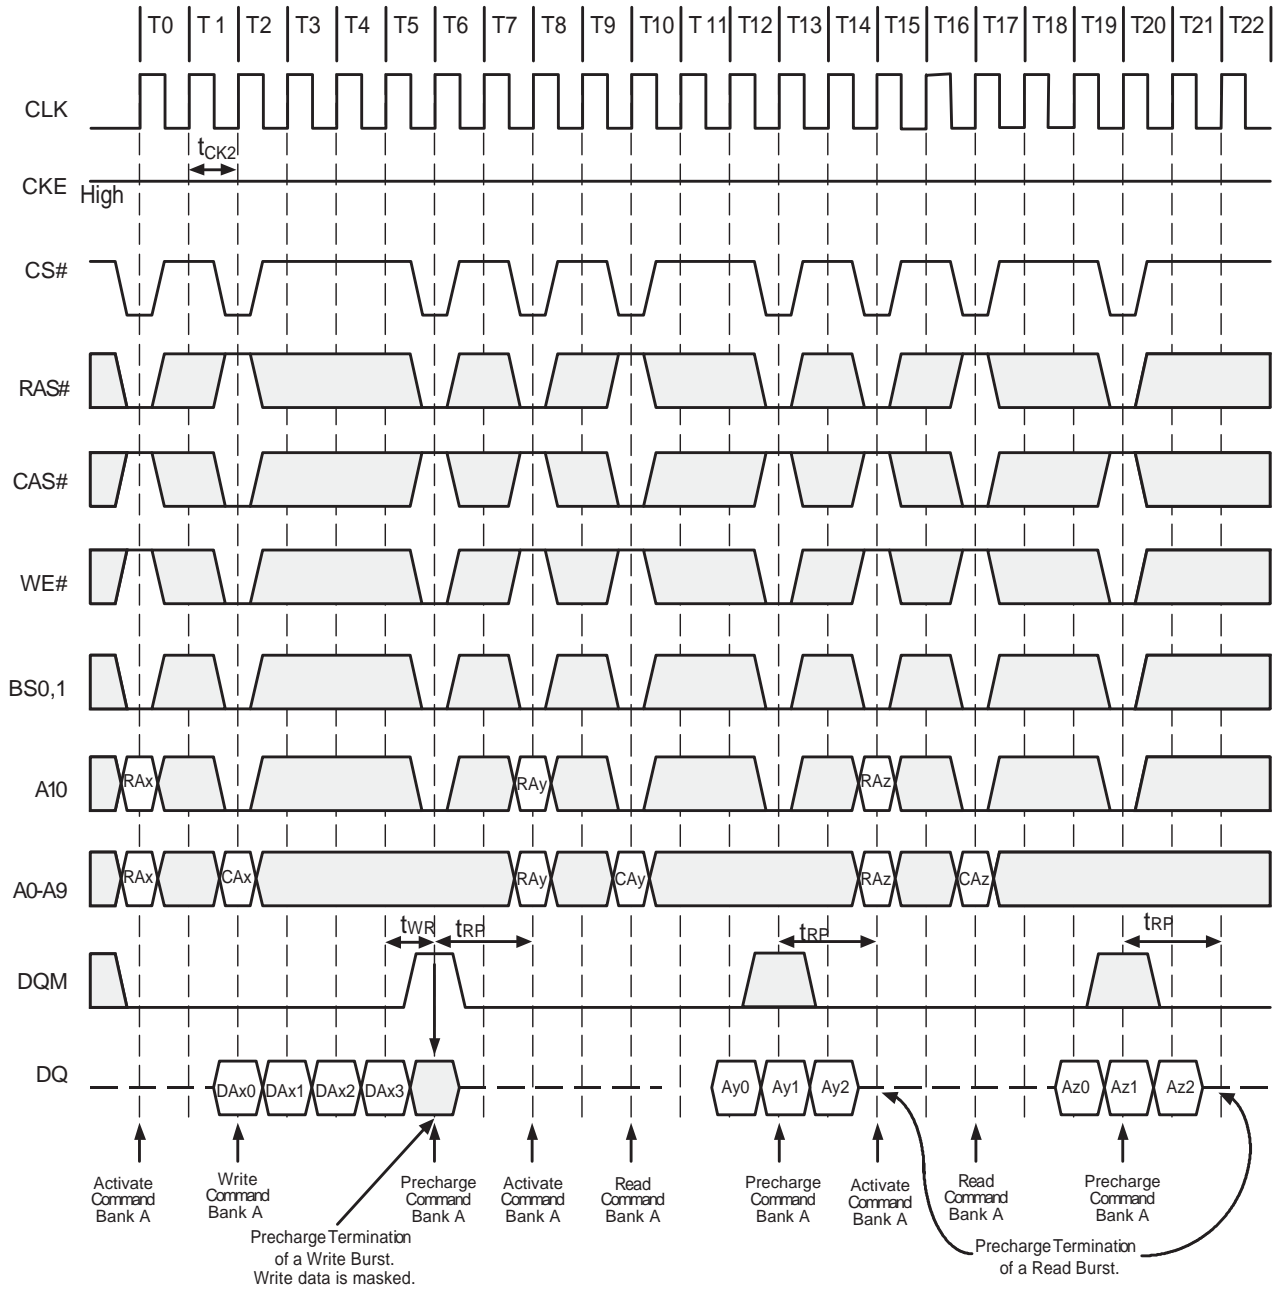 T0 T 1 T2 T3 T4 T5 T6 T7 T8 T9 T10 T 11 T12 T13 T14 T15 T16 T17 T18 T19 T20 T21 T22
CLK
tCK2
CKE High
CS#
RAS#
CAS#
WE#
BS0,1
A10 RAx RAy RAz
A0-A9 RAx CAx RAy CAy RAz CAz
tWR tRP tRP tRP
DQM
DQ DAx0 DAx1 DAx2 DAx3 Ay0 Ay1 Ay2 Az0 Az1 Az2
Activate Command Bank A
Write Command Bank A
Precharge Command Bank A
Activate Command Bank A
Read Command Bank A
Precharge Command Bank A
Activate Command Bank A
Read Command Bank A
Precharge Command Bank A
Precharge Termination
of a Write Burst.
Write data is masked.
Precharge Termination
of a Read Burst.